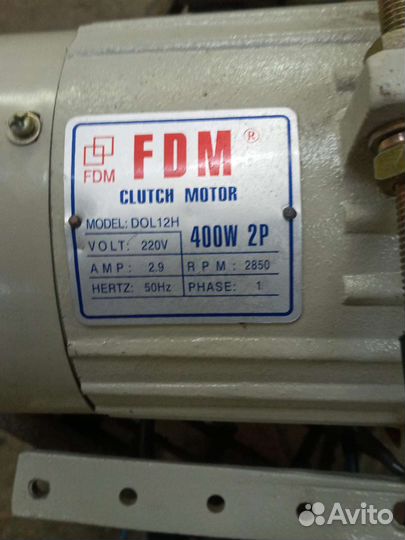 FDM ®
FDM
CLUTCH MOTOR
MODEL: DOL12H
400W 2P
VOLT: 220V
AMP: 2.9 RPM: 2850
HERTZ: 50Hz PHASE: 1
Avito